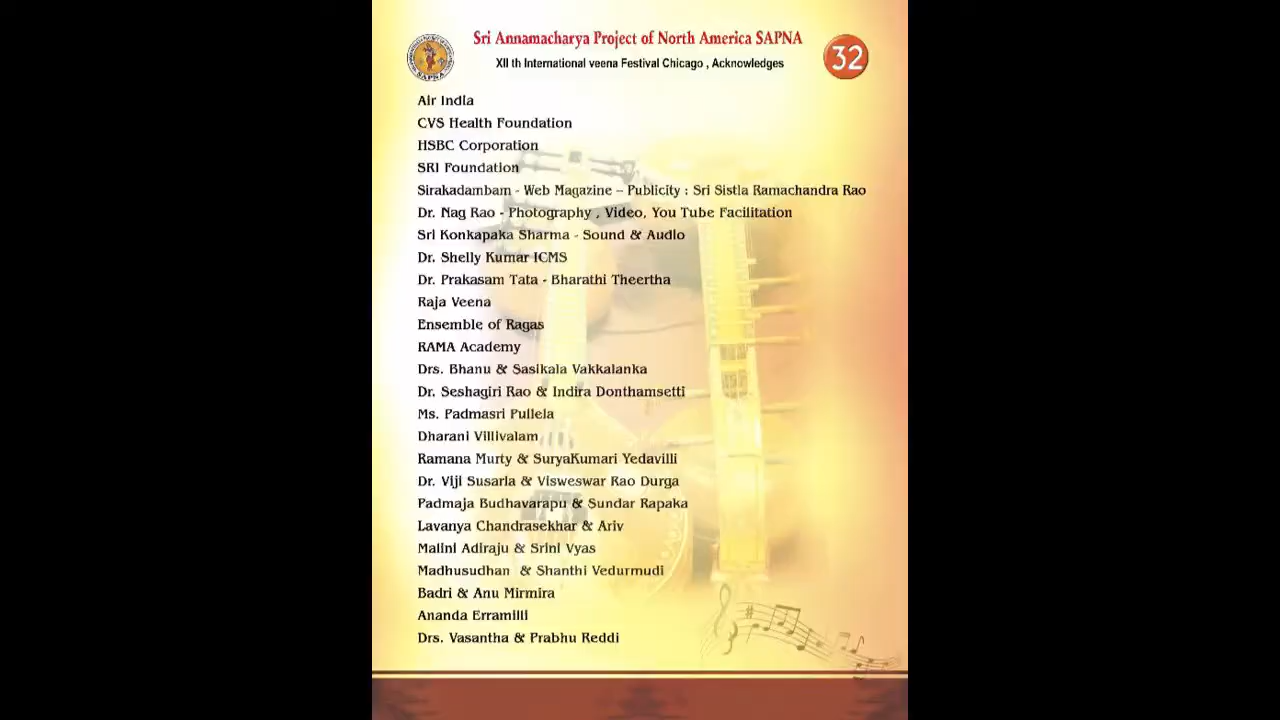 Sri Annamacharya Project of North America SAPNA
XII th International veena Festival Chicago , Acknowledges
32
SAPNA
Air India
CVS Health Foundation
HSBC Corporation
SRI Foundation
Sirakadambam - Web Magazine – Publicity : Sri Sistla Ramachandra Rao
Dr. Nag Rao - Photography , Video, You Tube Facilitation
Sri Konkapaka Sharma - Sound & Audio
Dr. Shelly Kumar ICMS
Dr. Prakasam Tata - Bharathi Theertha
Raja Veena
Ensemble of Ragas
RAMA Academy
Drs. Bhanu & Sasikala Vakkalanka
Dr. Seshagiri Rao & Indira Donthamsetti
Ms. Padmasri Pullela
Dharani Villivalam
Ramana Murty & SuryaKumari Yedavilli
Dr. Viji Susarla & Visweswar Rao Durga
Padmaja Budhavarapu & Sundar Rapaka
Lavanya Chandrasekhar & Ariv
Malini Adiraju & Srini Vyas
Madhusudhan & Shanthi Vedurmudi
Badri & Anu Mirmira
Ananda Erramilli
Drs. Vasantha & Prabhu Reddi